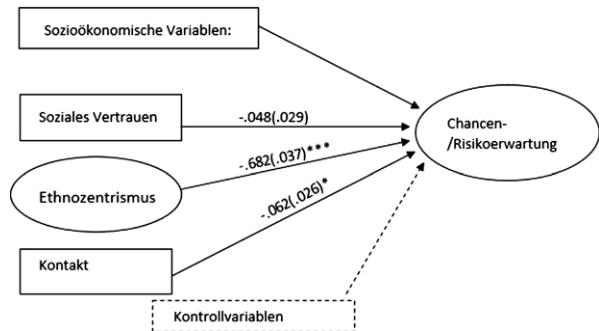 Sozioökonomische Variablen:
Soziales Vertrauen
-.048(.029)
Chancen-
/Risikoerwartung
-.682(.037)***
Ethnozentrismus
-.062(.026)*
Kontakt
Kontrollvariablen